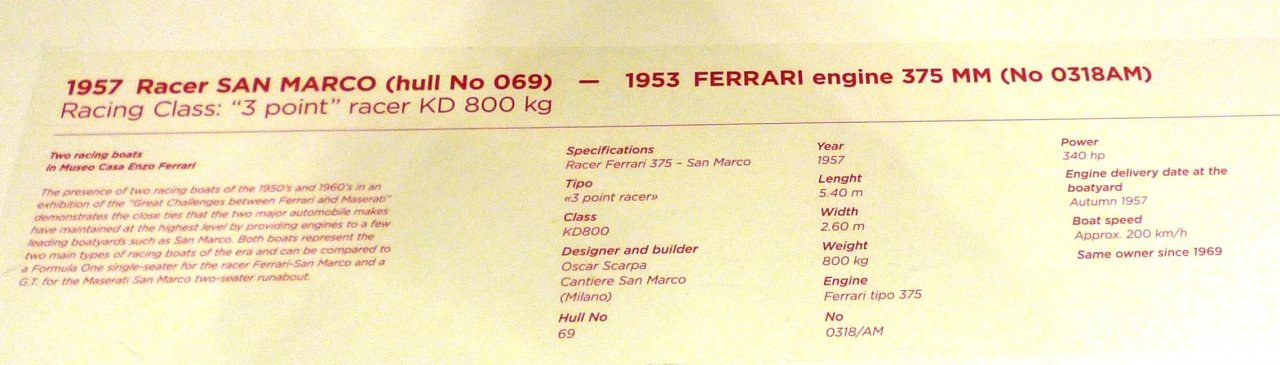 1957 Racer SAN MARCO (hull No 069) — 1953 FERRARI engine 375 MM (No 0318AM)
Racing Class: “3 point” racer KD 800 kg
Two racing boats
in Museo Casa Enzo Ferrari
The presence of two racing boats of the 1950's and 1960's in an
exhibition of the “Great Challenges between Ferrari and Maserati”
demonstrates the close ties that the two major automobile makes
have maintained at the highest level by providing engines to a few
leading boatyards such as San Marco. Both boats represent the
two main types of racing boats of the era and can be compared to
a Formula One single-seater for the racer Ferrari-San Marco and a
G.T. for the Maserati San Marco two-seater runabout.
Specifications
Racer Ferrari 375 – San Marco
Tipo
«3 point racer»
Class
KD800
Designer and builder
Oscar Scarpa
Cantiere San Marco
(Milano)
Hull No
69
Year
1957
Lenght
5.40 m
Width
2.60 m
Weight
800 kg
Engine
Ferrari tipo 375
No
0318/AM
Power
340 hp
Engine delivery date at the
boatyard
Autumn 1957
Boat speed
Approx. 200 km/h
Same owner since 1969